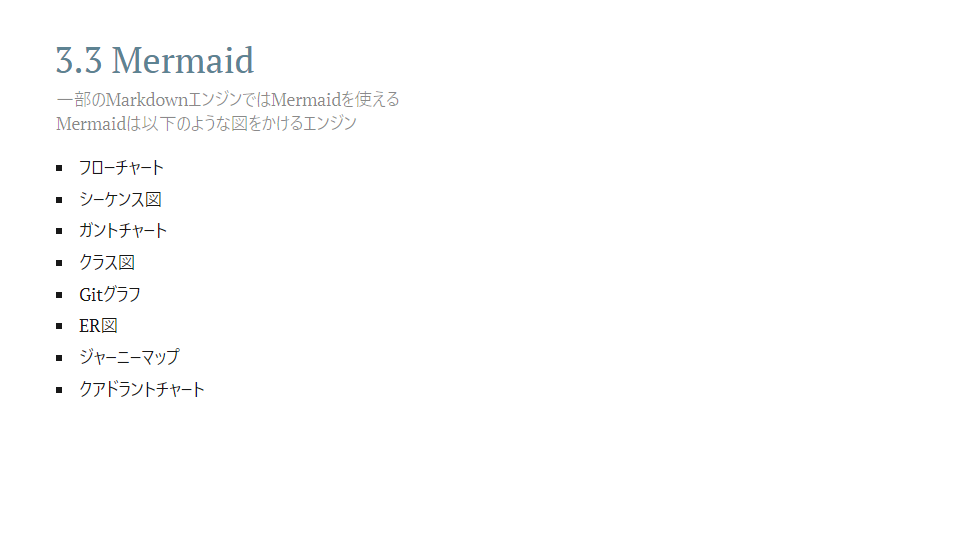 3.3 Mermaid
一部のMarkdownエンジンではMermaidを使える
Mermaidは以下のような図をかけるエンジン
フローチャート
シーケンス図
ガントチャート
クラス図
Gitグラフ
ER図
ジャーニーマップ
クアドラントチャート